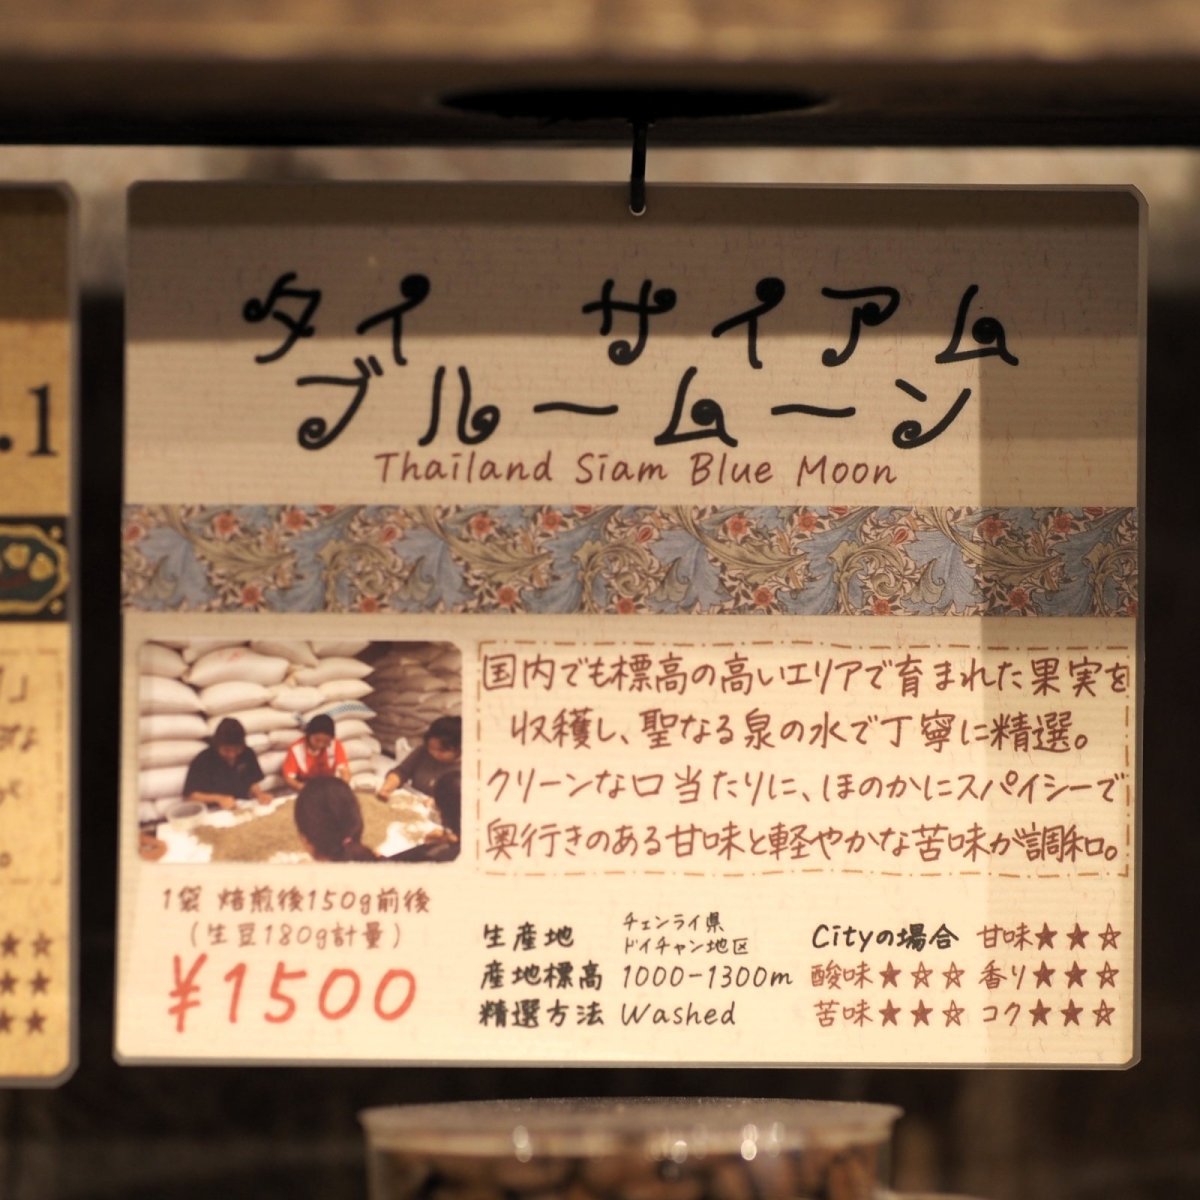 .1
タイ サイアム
ブルームーン
Thailand Siam Blue Moon
国内でも標高の高いエリアで育まれた果実を
収穫し、聖なる泉の水で丁寧に精選。
クリーンな口当たりに、ほのかにスパイシーで
奥行きのある甘味と軽やかな苦味が調和。
1袋 焙煎後150g前後
(生豆180g計量)
¥1500
生産地 チェンライ県
ドイチャン地区
産地標高 1000-1300m
精選方法 Washed
Cityの場合 甘味★★☆
酸味★☆☆ 香り★★☆
苦味★★☆ コク★★☆